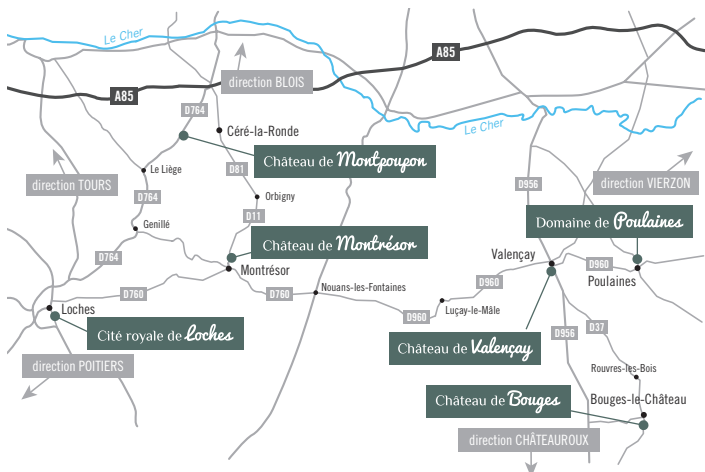 Le Cher
A85
direction BLOIS
A85
D764
Céré-la-Ronde
Le Cher
Château de Montpoupon
D81
Le Liège
direction TOURS
D956
direction VIERZON
D764
Orbigny
D11
Domaine de Poulaines
Genillé
Château de Montrésor
D764
Valençay
D960
Montrésor
D960
Poulaines
D760
D760
Nouans-les-Fontaines
Loches
Luçay-le-Mâle
D960
Cité royale de Loches
D956
D37
Château de Valençay
direction POITIERS
Rouvres-les-Bois
Château de Bouges
Bouges-le-Château
direction CHÂTEAUROUX